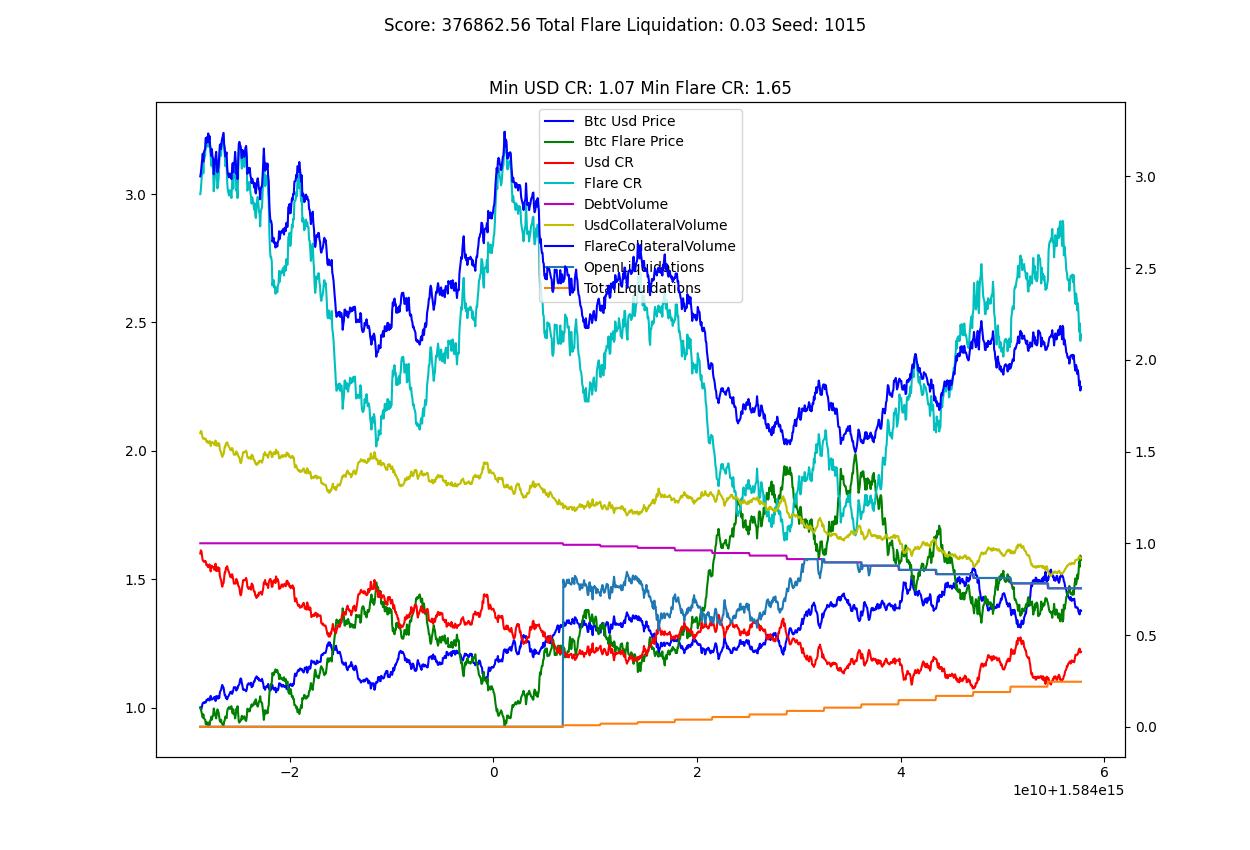 Score: 376862.56 Total Flare Liquidation: 0.03 Seed: 1015
Min USD CR: 1.07 Min Flare CR: 1.65
Btc Usd Price
Btc Flare Price
Usd CR
Flare CR
DebtVolume
UsdCollateralVolume
FlareCollateralVolume
OpenLiquidations
TotalLiquidations
3.0
2.5
2.0
1.5
1.0
3.0
2.5
2.0
1.5
1.0
0.5
0.0
−2
0
2
4
6
1e10+1.584e15